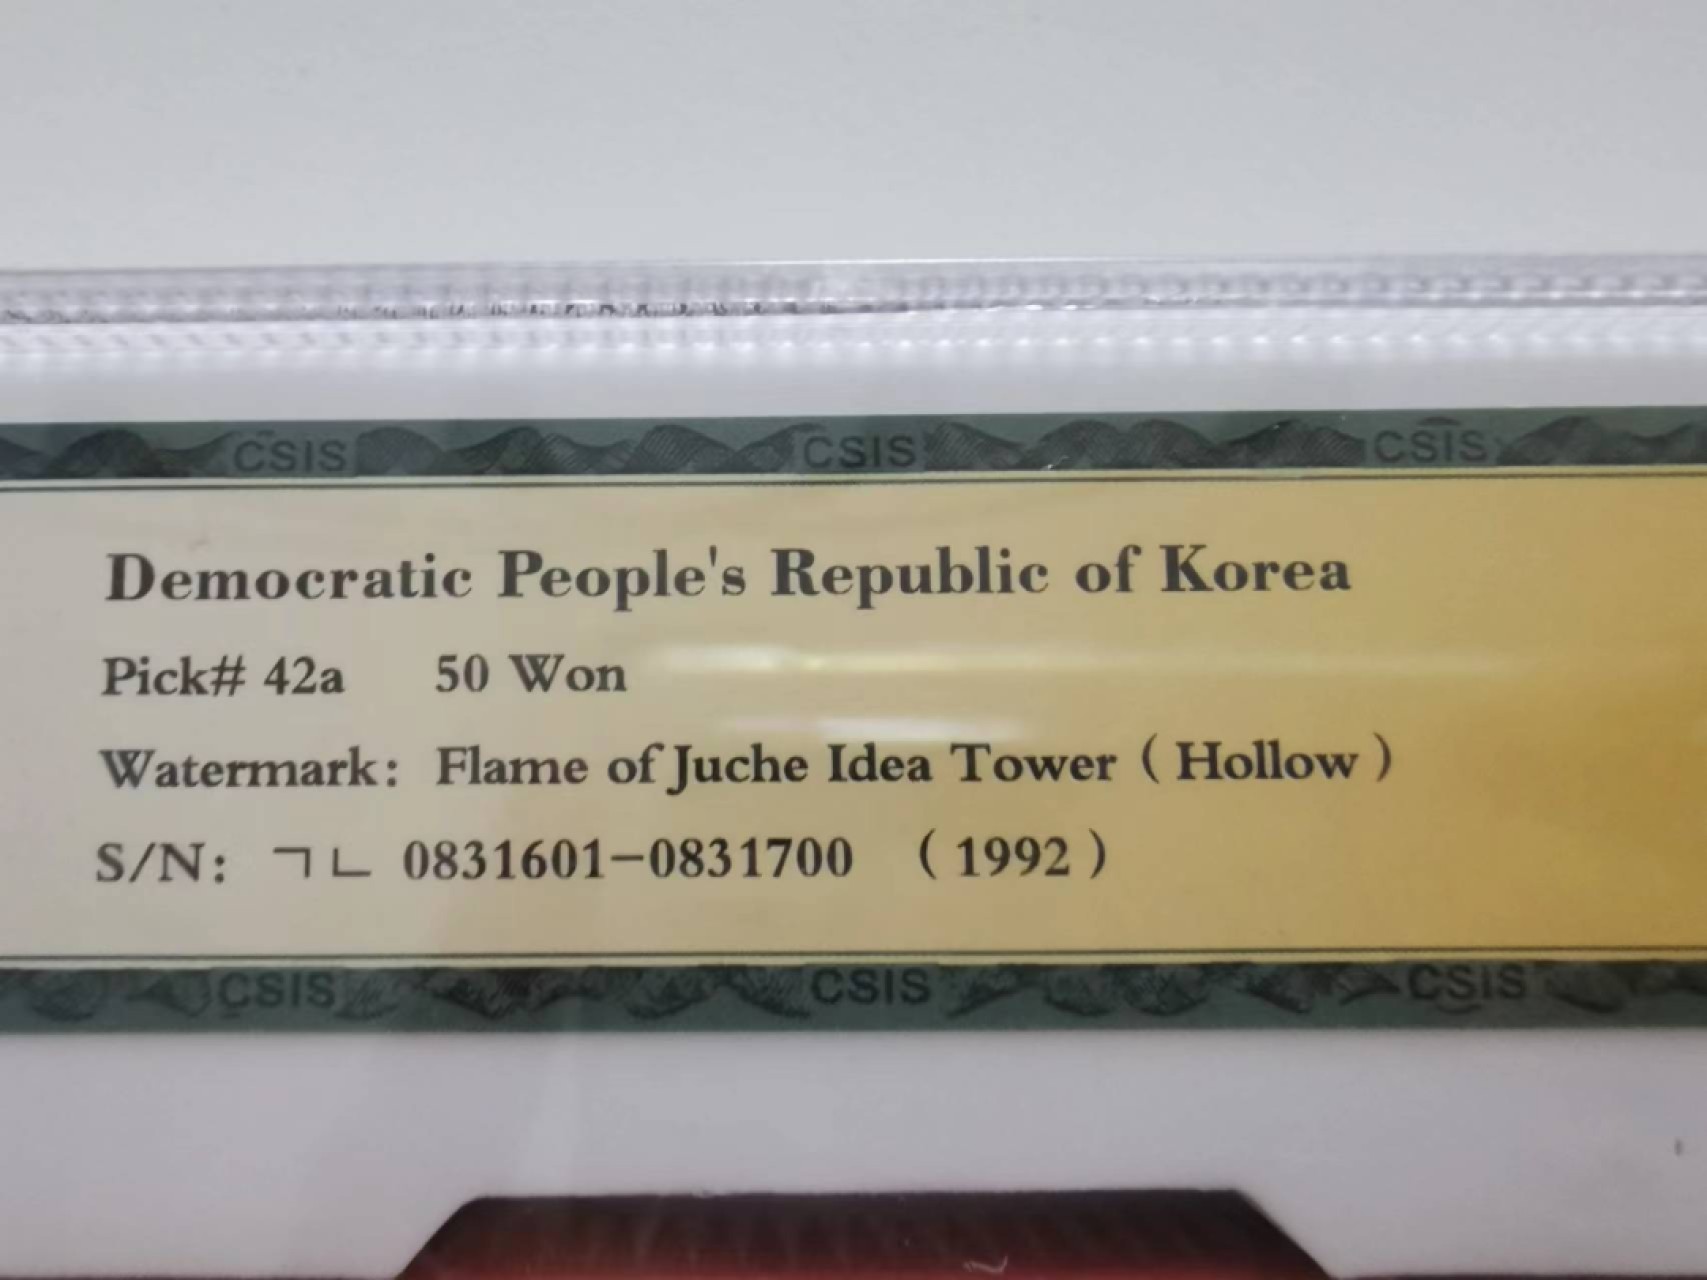 CSIS CSIS CSIS
Democratic People's Republic of Korea
Pick# 42a 50 Won
Watermark: Flame of Juche Idea Tower ( Hollow )
S/N: ㄱㄴ 0831601-0831700 ( 1992 )
CSIS CSIS CSIS